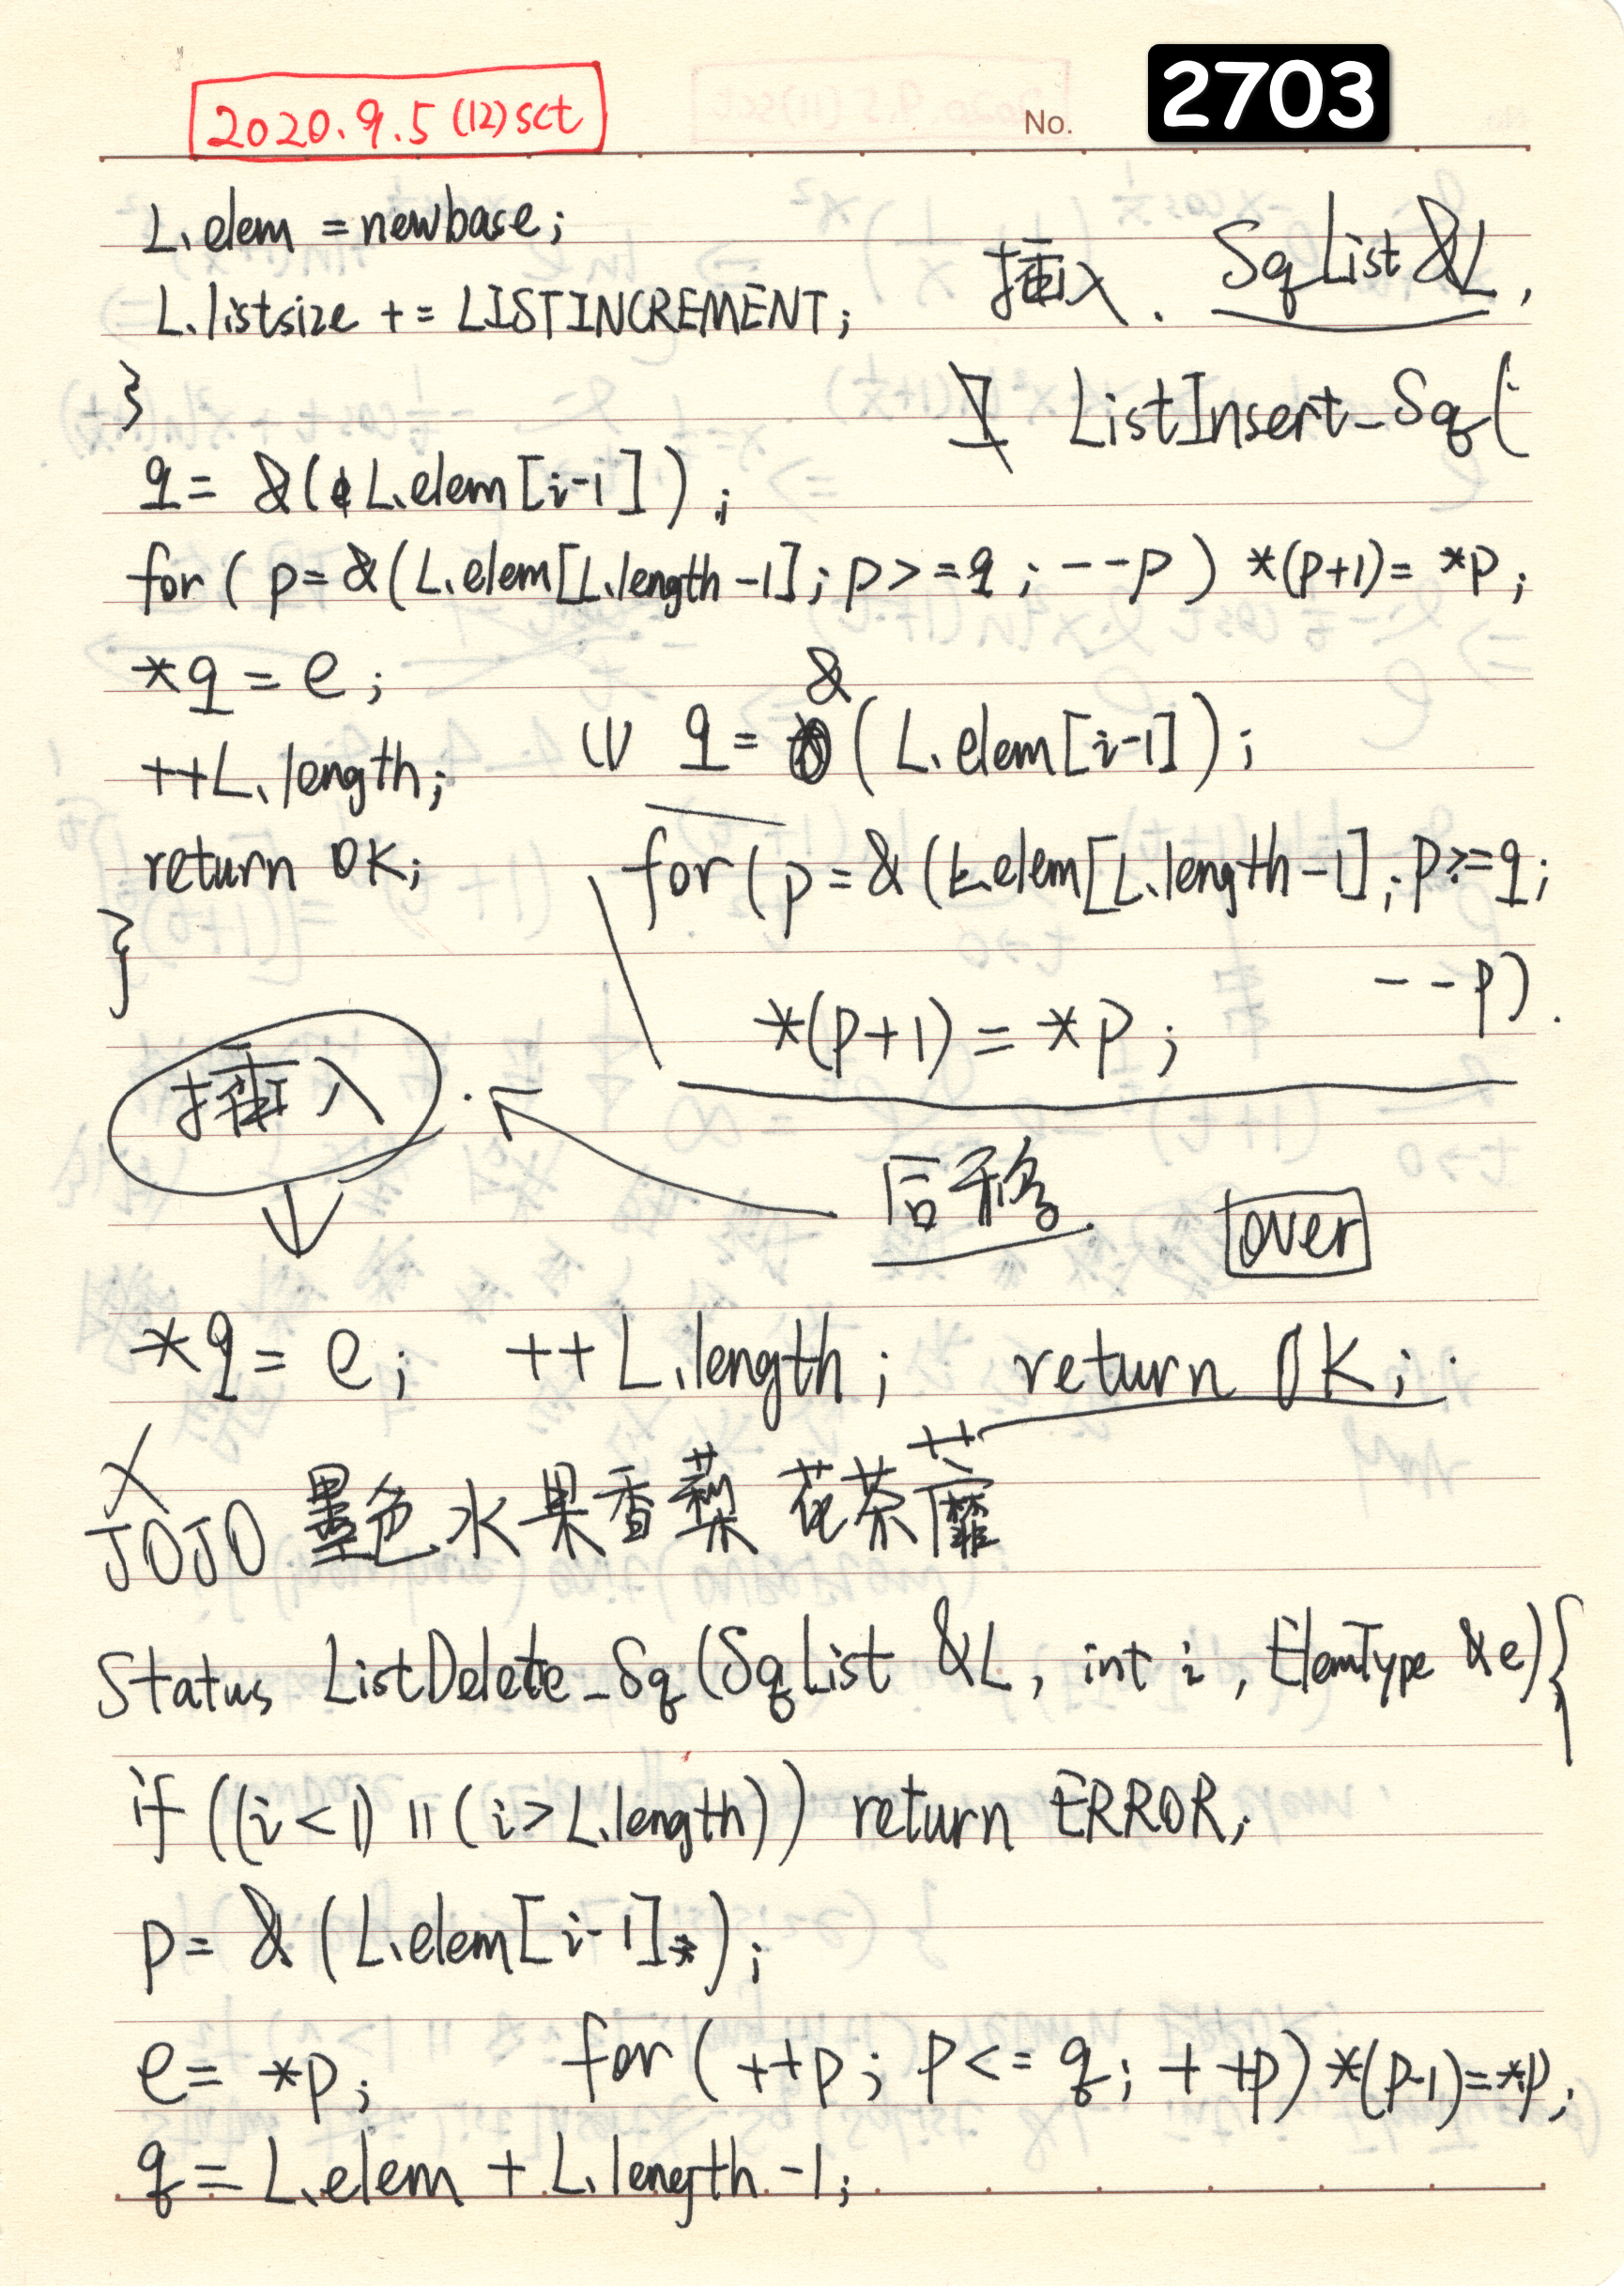 2020.9.5 (12) sct
No. 2703
L.elem = newbase;
L.listsize += LISTINCREMENT;
插入. SqList &L,
}
ListInsert_Sq(
q = &(L.elem[i-1]);
for (p = &(L.elem[L.length-1]; p>=q; --p) *(p+1) = *p;
*q = e;
++L.length;
return OK;
}
(1) q = &(L.elem[i-1]);
for (p = &(L.elem[L.length-1]; p>=q;
--p).
*(p+1) = *p;
插入.
后移.
over
*q = e; ++L.length; return OK;
JOJO 墨色水果香梨 花荼蘼
Status ListDelete_Sq(SqList &L, int i, ElemType &e){
if ((i<1) || (i>L.length)) return ERROR;
p = &(L.elem[i-1]);
e = *p; for (++p; p<=q; ++p) *(p-1) = *p;
q = L.elem + L.length -1;